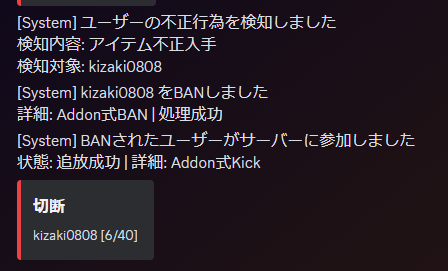 [System] ユーザーの不正行為を検知しました
検知内容: アイテム不正入手
検知対象: kizaki0808
[System] kizaki0808 をBANしました
詳細: Addon式BAN | 処理成功
[System] BANされたユーザーがサーバーに参加しました
状態: 追放成功 | 詳細: Addon式Kick
切断
kizaki0808 [6/40]